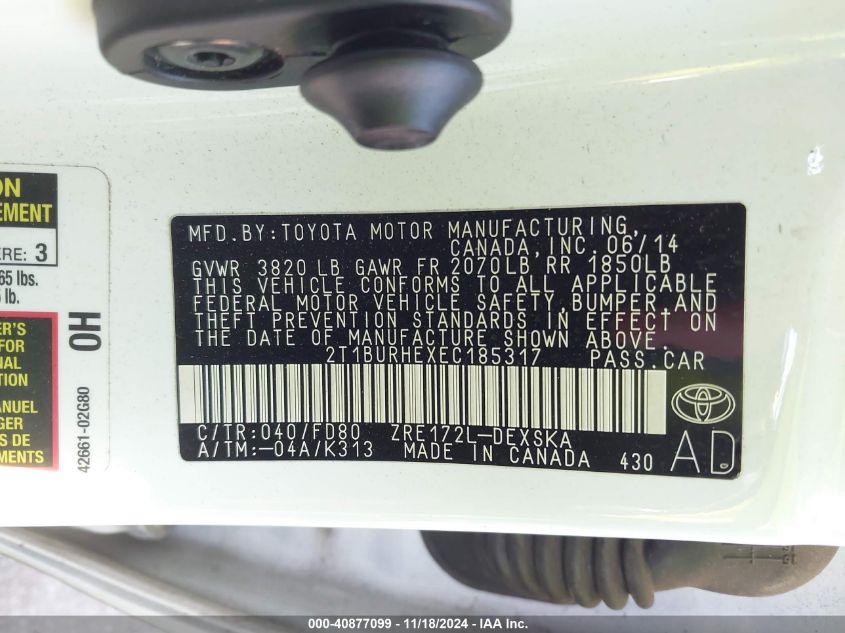 ON
EMENT
ERE: 3
65 lbs.
lb.
OH
42661-02G80
ER'S
FOR
NAL
TION
ANUEL
GER
S DE
MENTS
MFD.BY:TOYOTA MOTOR MANUFACTURING,
CANADA,INC. 06/14
GVWR 3820 LB GAWR FR 2070LB RR 1850LB
THIS VEHICLE CONFORMS TO ALL APPLICABLE
FEDERAL MOTOR VEHICLE SAFETY,BUMPER,AND
THEFT PREVENTION STANDARDS IN EFFECT ON
THE DATE OF MANUFACTURE SHOWN ABOVE.
2T1BURHEXEC185317 PASS.CAR
C/TR:040/FD80 ZRE172L-DEXSKA
A/TM:-04A/K313 MADE IN CANADA 430
AD
000-40877099 - 11/18/2024 - IAA Inc.